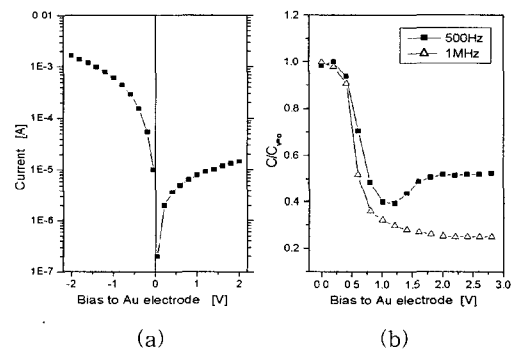 0 01
1E-3
1E-4
1E-5
1E-6
1E-7
Current [A]
-2 -1 0 1 2
Bias to Au electrode [V]
(a)
1.2
1.0
0.8
0.6
0.4
0.2
500Hz
1MHz
0 0 0.5 1 0 1.5 2 0 2.5 3.0
Bias to Au electrode [V]
(b)